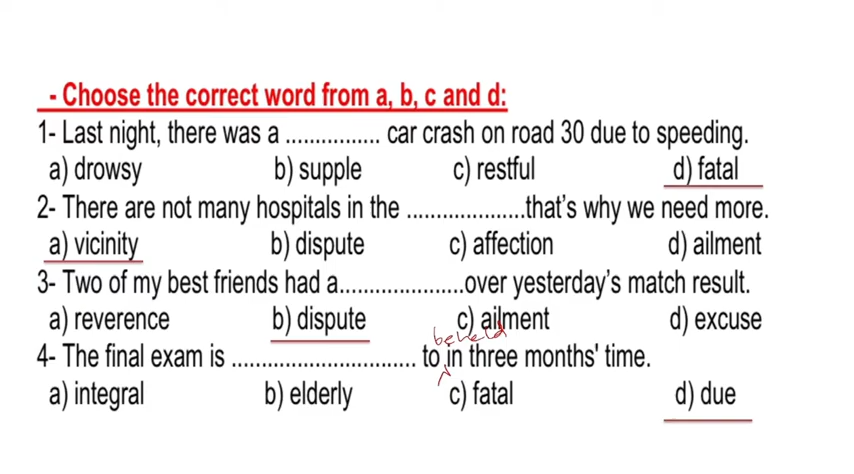 - Choose the correct word from a, b, c and d:
1- Last night, there was a ................ car crash on road 30 due to speeding.
a) drowsy b) supple c) restful d) fatal
2- There are not many hospitals in the .....................that's why we need more.
a) vicinity b) dispute c) affection d) ailment
3- Two of my best friends had a.....................over yesterday's match result.
a) reverence b) dispute c) ailment d) excuse
be held
4- The final exam is ............................... to in three months' time.
a) integral b) elderly c) fatal d) due